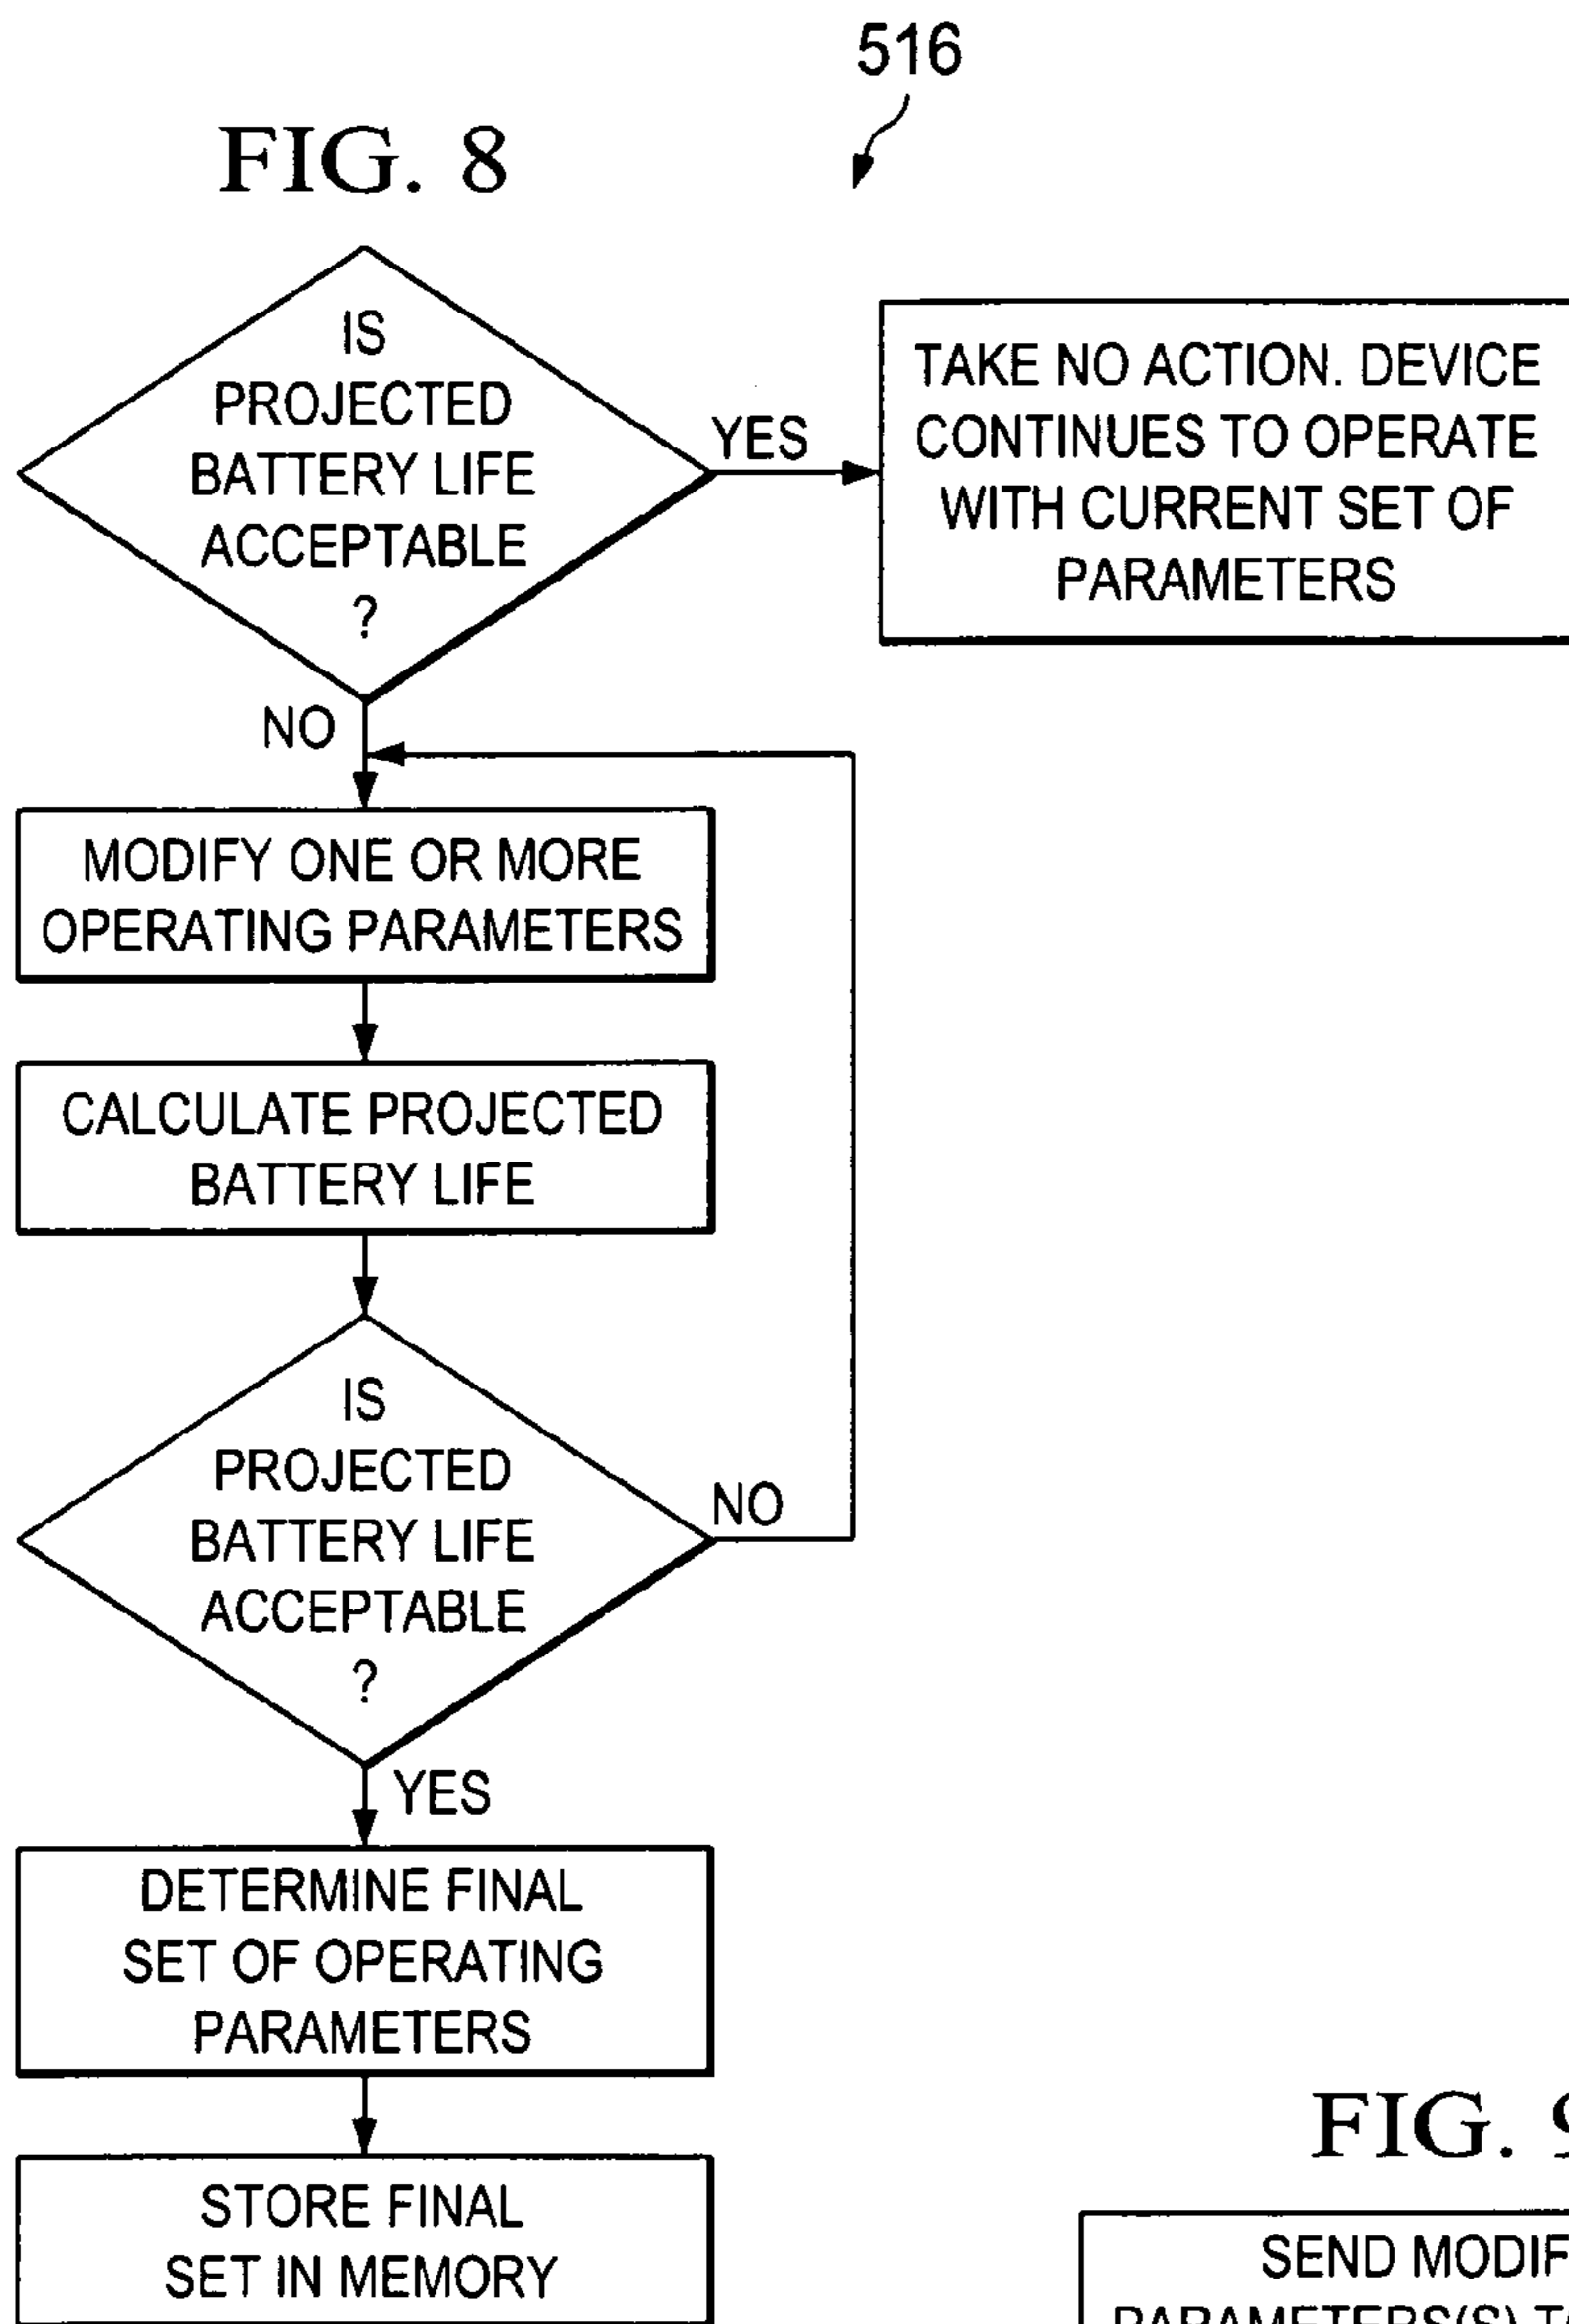 516
FIG. 8
IS
PROJECTED
BATTERY LIFE
ACCEPTABLE
?
YES
TAKE NO ACTION. DEVICE
CONTINUES TO OPERATE
WITH CURRENT SET OF
PARAMETERS
NO
MODIFY ONE OR MORE
OPERATING PARAMETERS
CALCULATE PROJECTED
BATTERY LIFE
IS
PROJECTED
BATTERY LIFE
ACCEPTABLE
?
NO
YES
DETERMINE FINAL
SET OF OPERATING
PARAMETERS
STORE FINAL
SET IN MEMORY
FIG.
SEND